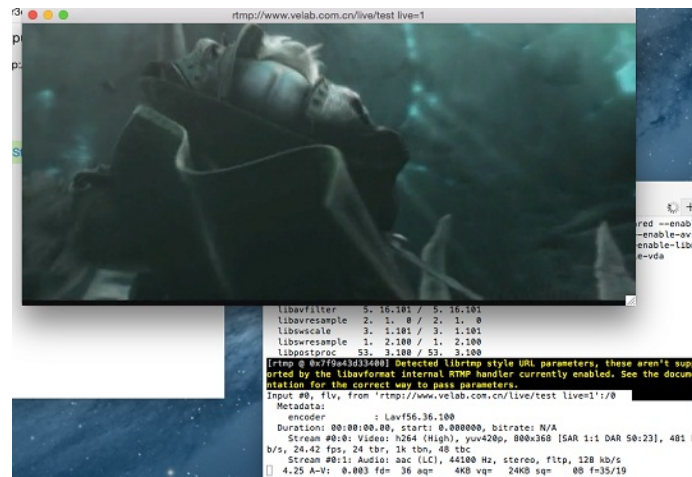 rtmp://www.velab.com.cn/live/test live=1
ared --enab
-enable-av
enable-lib
e-vda
libavfilter 5. 16.101 / 5. 16.101
libavresample 2. 1. 0 / 2. 1. 0
libswscale 3. 1.101 / 3. 1.101
libswresample 1. 2.100 / 1. 2.100
libpostproc 53. 3.100 / 53. 3.100
[rtmp @ 0x7f9a43d33400] Detected librtmp style URL parameters, these aren't supp
orted by the libavformat internal RTMP handler currently enabled. See the docume
ntation for the correct way to pass parameters.
Input #0, flv, from 'rtmp://www.velab.com.cn/live/test live=1':/0
Metadata:
encoder : Lavf56.36.100
Duration: 00:00:00.00, start: 0.000000, bitrate: N/A
Stream #0:0: Video: h264 (High), yuv420p, 800x368 [SAR 1:1 DAR 50:23], 481 k
b/s, 24.42 fps, 24 tbr, 1k tbn, 48 tbc
Stream #0:1: Audio: aac (LC), 44100 Hz, stereo, fltp, 128 kb/s
4.25 A-V: 0.003 fd= 36 aq= 4KB vq= 24KB sq= 0B f=35/19